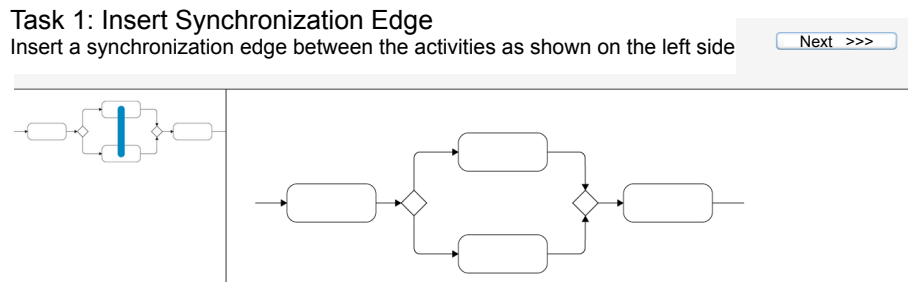 Task 1: Insert Synchronization Edge
Insert a synchronization edge between the activities as shown on the left side
Next >>>